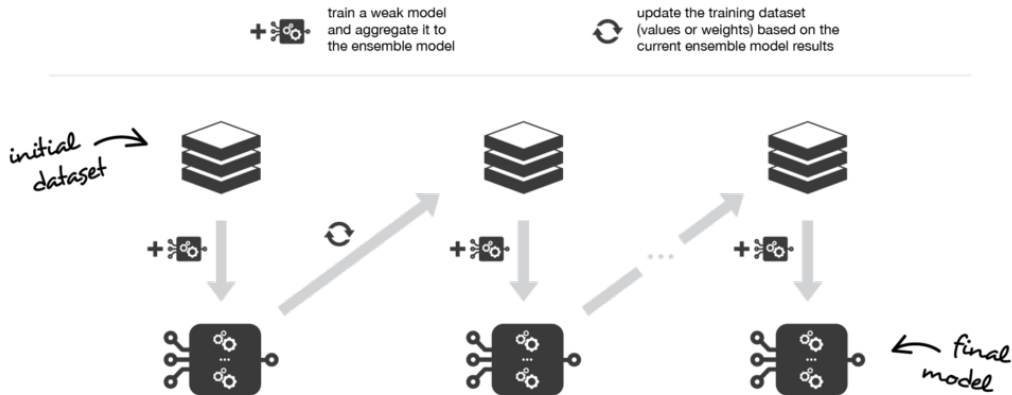 train a weak model
and aggregate it to
the ensemble model
update the training dataset
(values or weights) based on the
current ensemble model results
initial
dataset
final
model